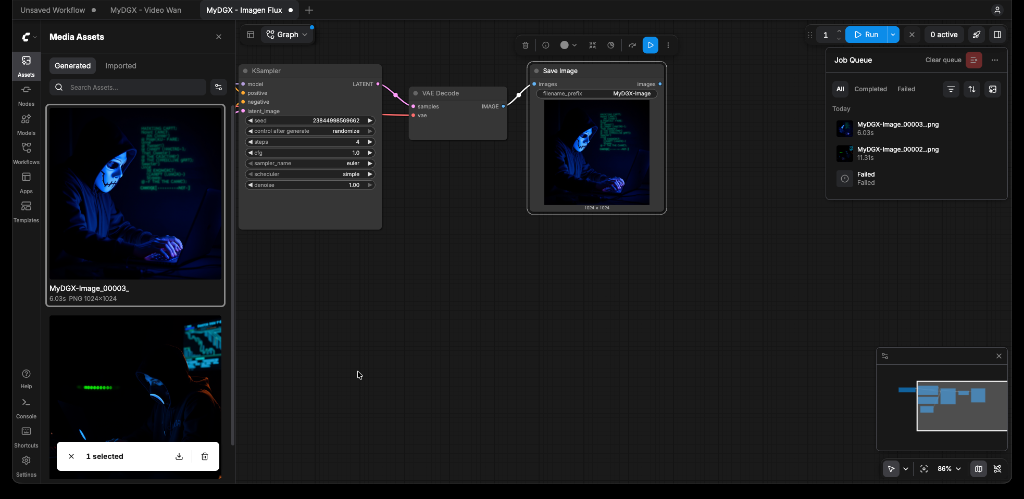 Unsaved Workflow
MyDGX - Video Wan
MyDGX - Imagen Flux
Media Assets
Generated
Imported
Search Assets...
MyDGX-Image_00003_
6.03s PNG 1024×1024
1 selected
Assets
Nodes
Models
Workflows
Apps
Templates
Help
Console
Shortcuts
Settings
Graph
KSampler
model
LATENT
positive
negative
latent_image
seed
control after generate
randomize
steps
4
cfg
1.0
sampler_name
euler
scheduler
simple
denoise
1.00
VAE Decode
samples
IMAGE
vae
Save Image
images
images
filename_prefix
MyDGX-Image
1024 x 1024
1
Run
0 active
Job Queue
Clear queue
All
Completed
Failed
Today
MyDGX-Image_00003_.png
6.03s
MyDGX-Image_00002_.png
11.51s
Failed
Failed
86%